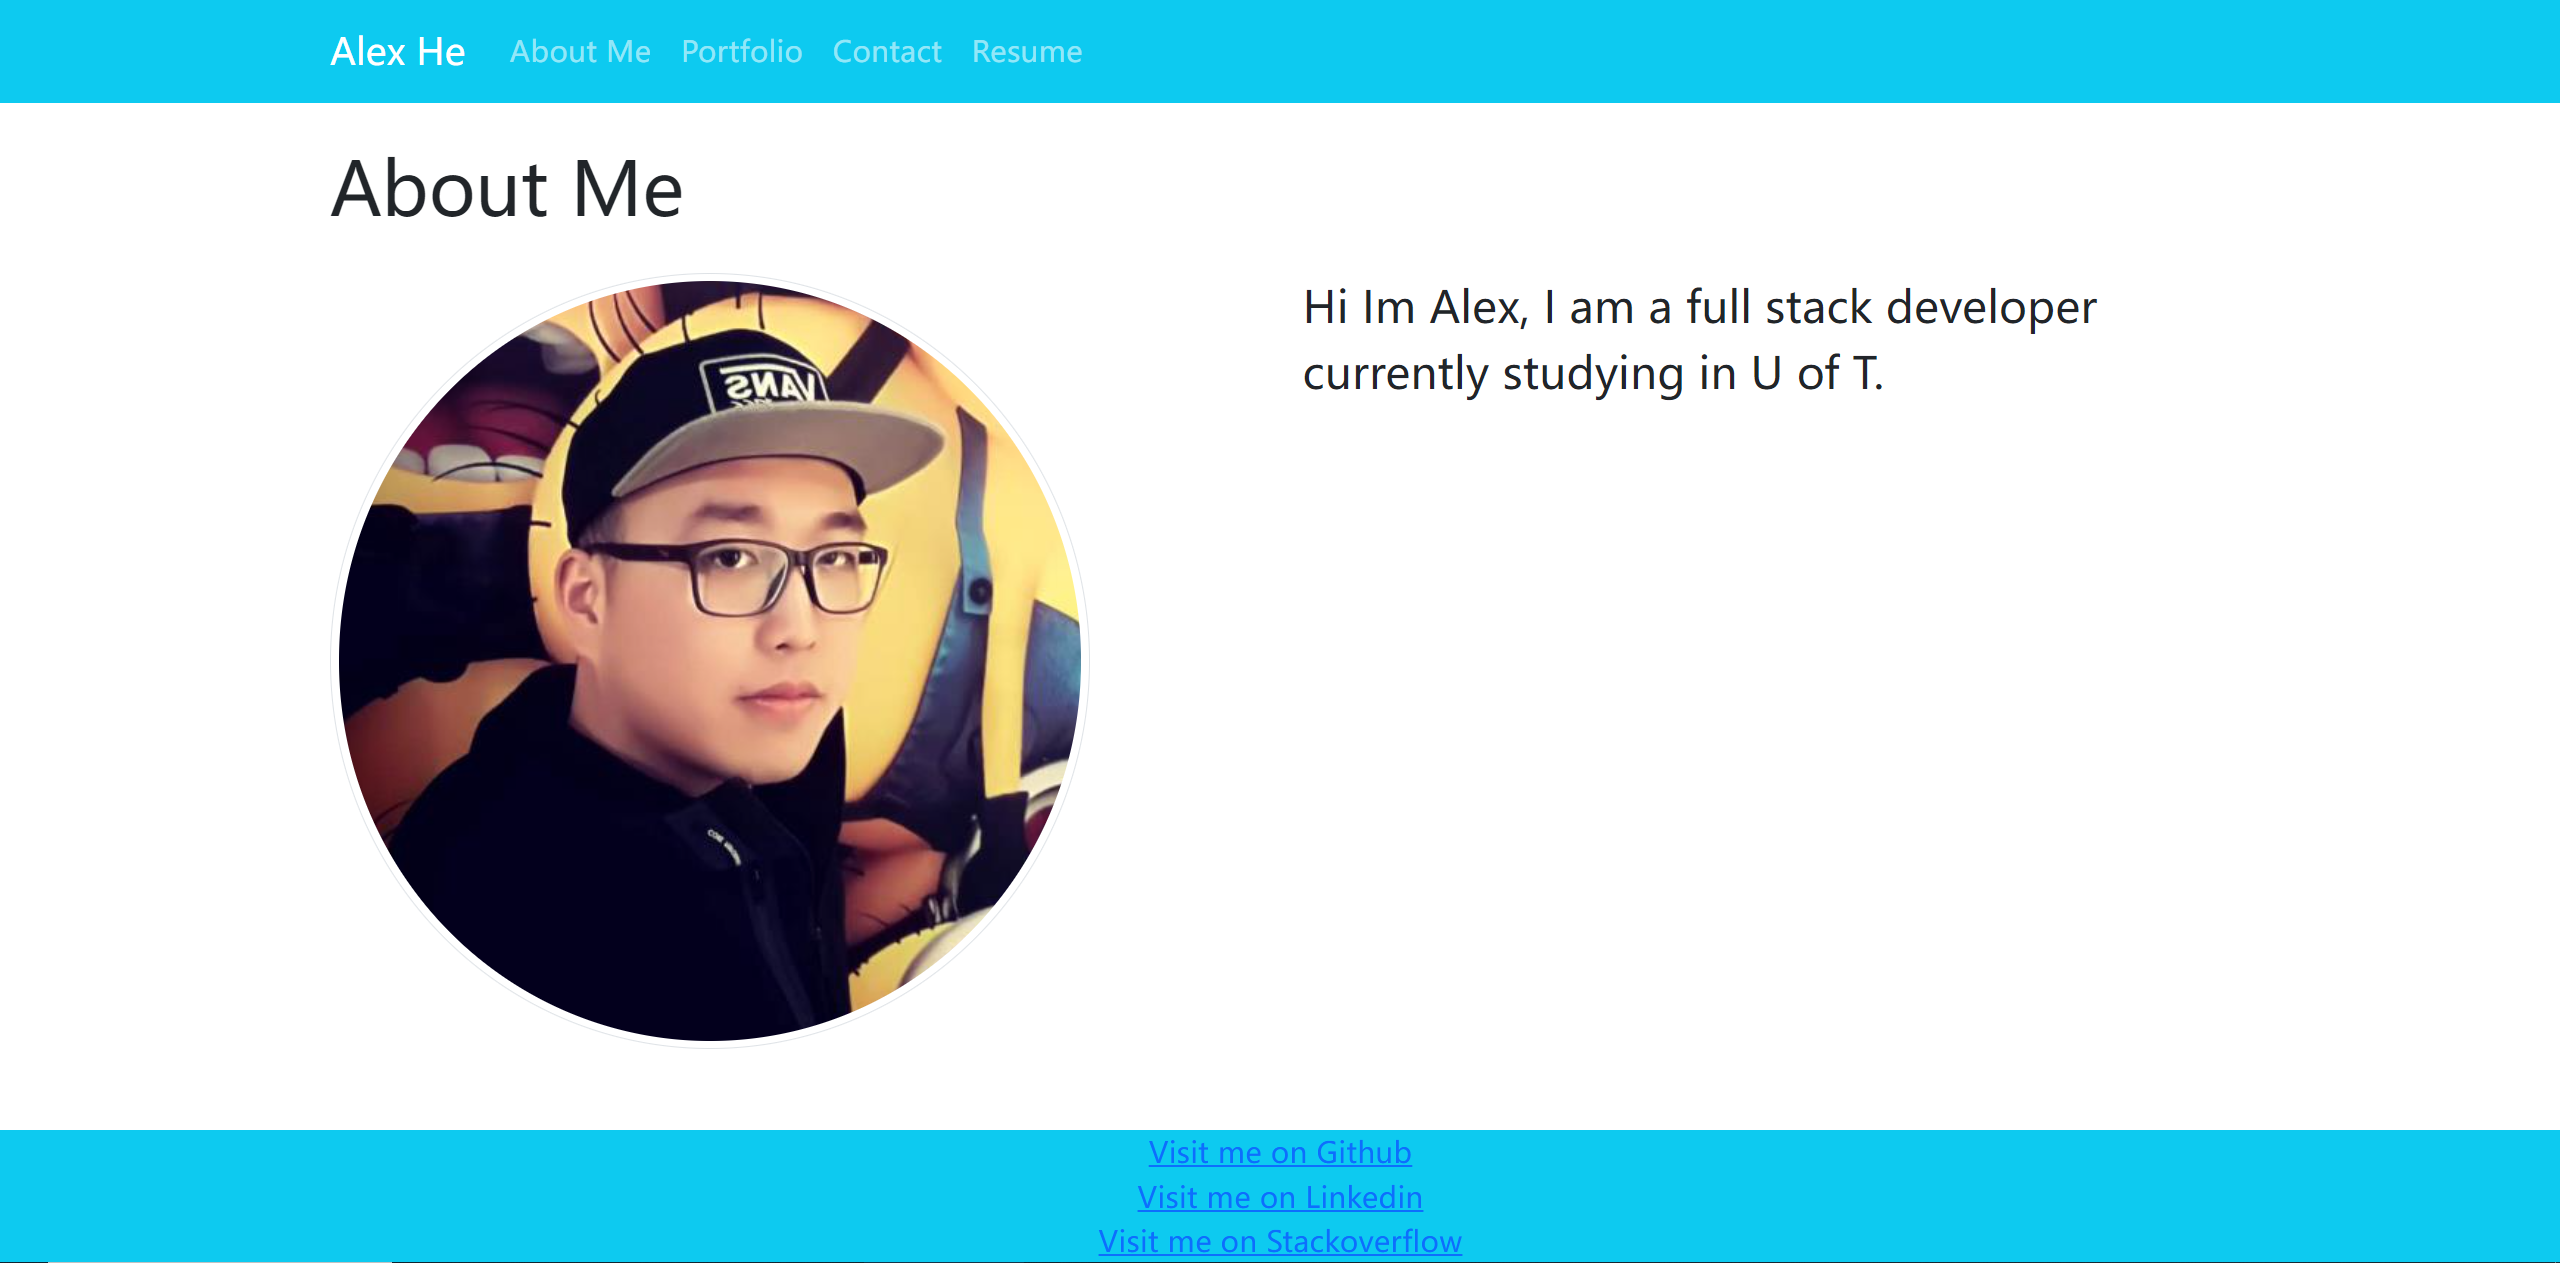 Alex He About Me Portfolio Contact Resume
About Me
VANS
Hi Im Alex, I am a full stack developer
currently studying in U of T.
Visit me on Github
Visit me on Linkedin
Visit me on Stackoverflow